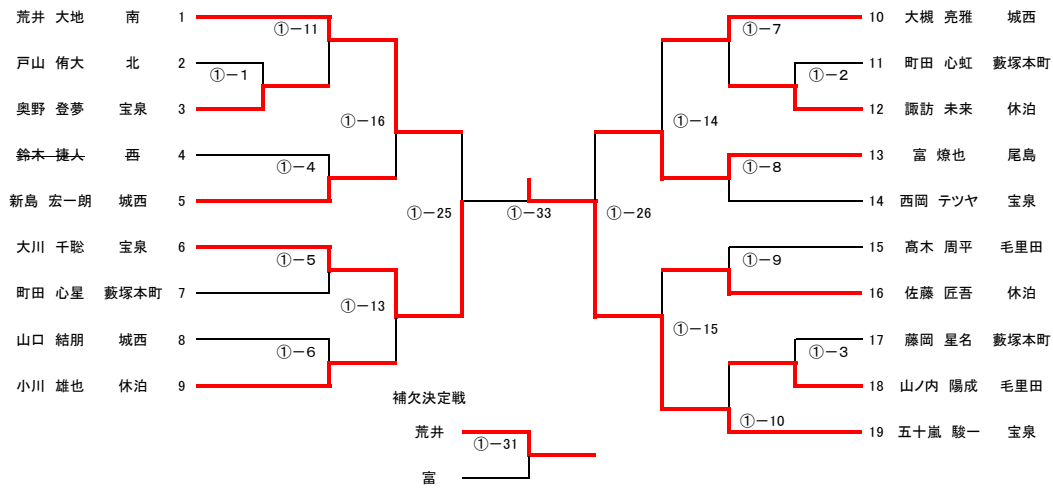 荒井 大地 南 1
①-11
戸山 侑大 北 2
①-1
奥野 登夢 宝泉 3
①-16
鈴木 捷人 西 4
①-4
新島 宏一朗 城西 5
①-25
大川 千聡 宝泉 6
①-5
町田 心星 藪塚本町 7
①-13
山口 結朋 城西 8
①-6
小川 雄也 休泊 9
①-33
10 大槻 亮雅 城西
①-7
11 町田 心虹 藪塚本町
①-2
12 諏訪 未来 休泊
①-14
13 富 燎也 尾島
①-8
14 西岡 テツヤ 宝泉
①-26
15 髙木 周平 毛里田
①-9
16 佐藤 匠吾 休泊
①-15
17 藤岡 星名 藪塚本町
①-3
18 山ノ内 陽成 毛里田
①-10
19 五十嵐 駿一 宝泉
補欠決定戦
荒井
①-31
富